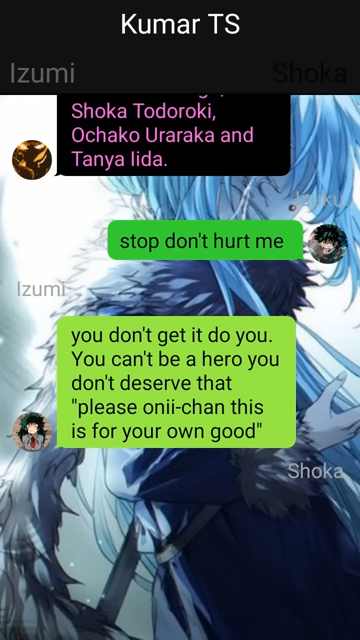 Kumar TS
Izumi
Shoka
Shoka Todoroki,
Ochako Uraraka and
Tanya Iida.
Izuku
stop don't hurt me
Izumi
you don't get it do you.
You can't be a hero you
don't deserve that
"please onii-chan this
is for your own good"
Shoka